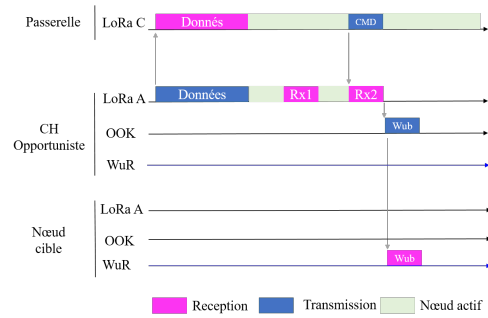 Passerelle LoRa C Donnés CMD
LoRa A Données Rx1 Rx2
CH
Opportuniste
OOK Wub
WuR
LoRa A
Nœud
cible
OOK
WuR Wub
Reception Transmission Nœud actif